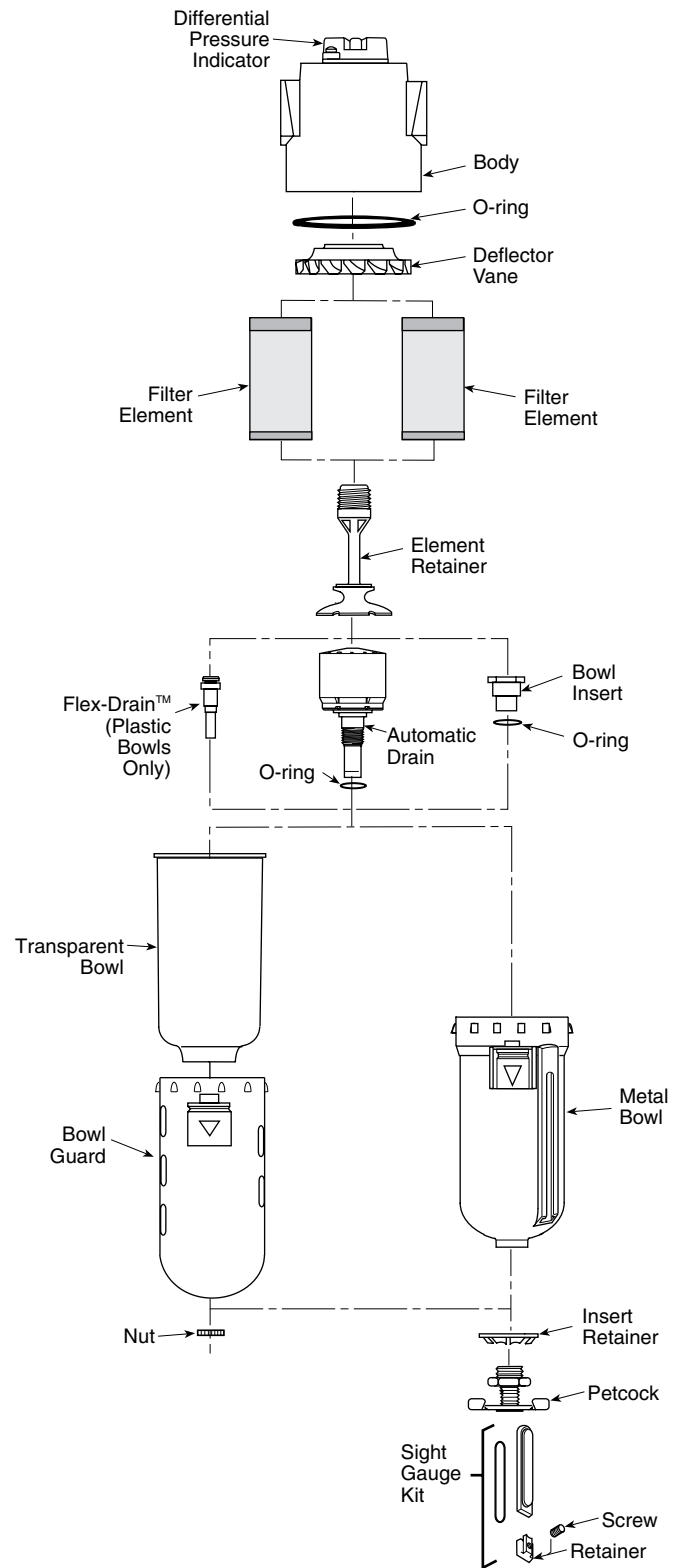 Differential
Pressure
Indicator
Body
O-ring
Deflector
Vane
Filter
Element
Filter
Element
Element
Retainer
Flex-Drain™
(Plastic
Bowls
Only)
Automatic
Drain
O-ring
Bowl
Insert
O-ring
Transparent
Bowl
Bowl
Guard
Metal
Bowl
Nut
Insert
Retainer
Petcock
Sight
Gauge
Kit
Screw
Retainer